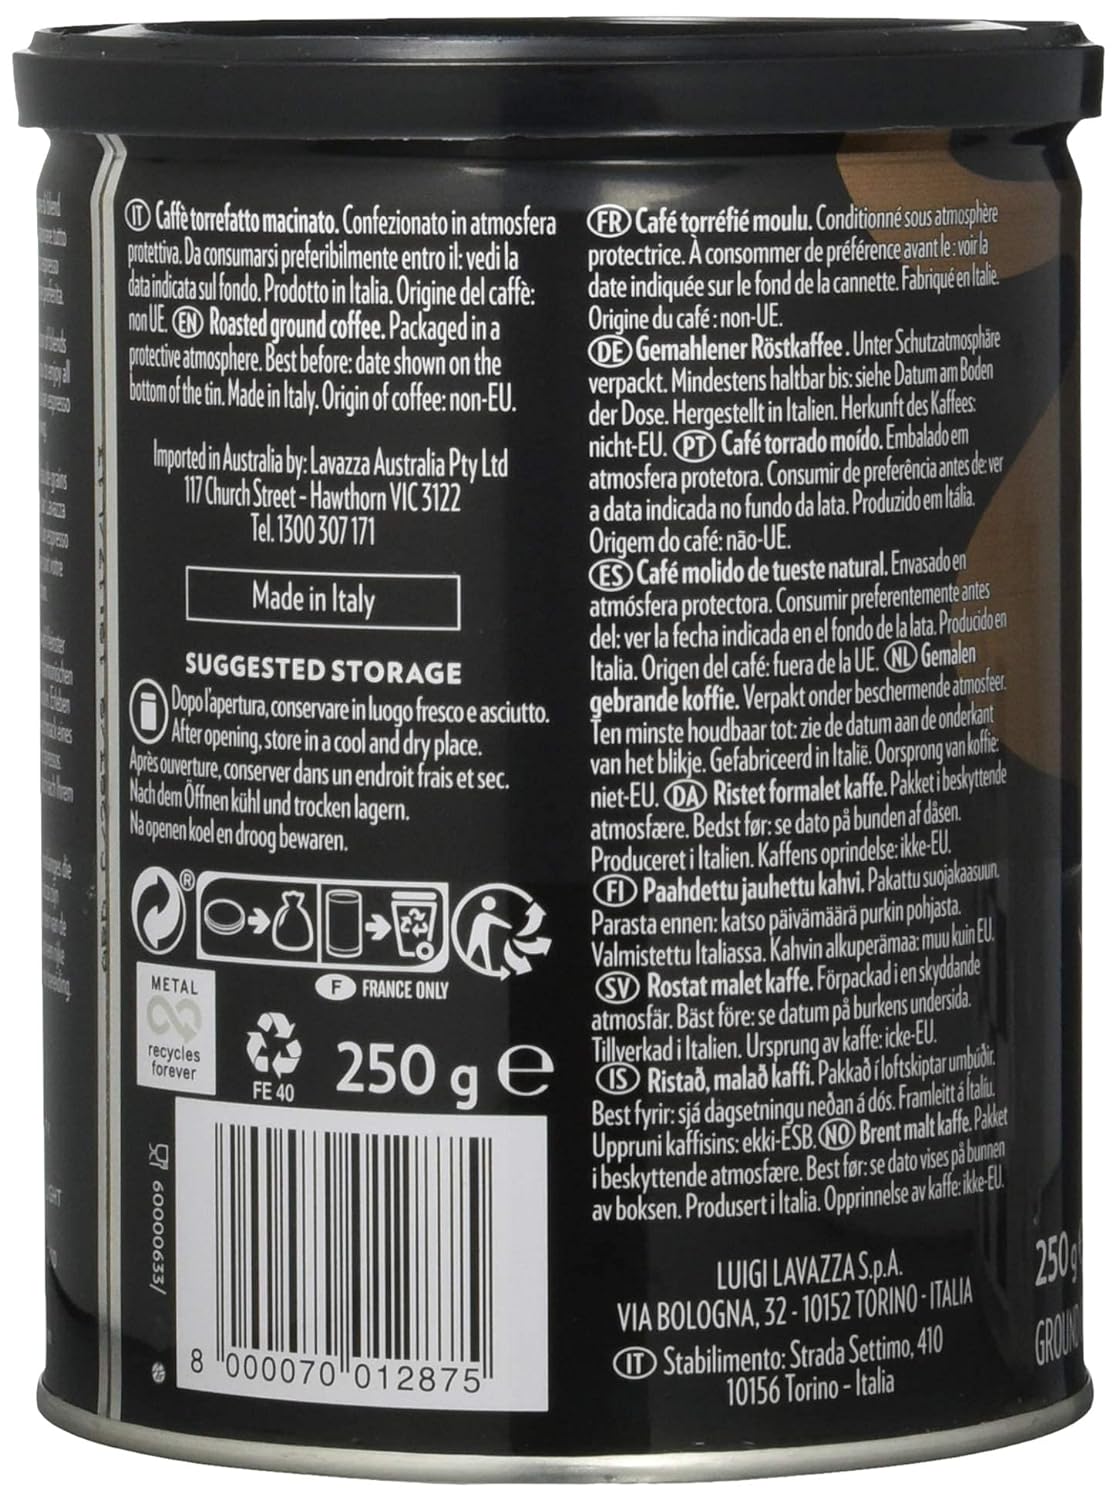 IT Caffè torrefatto macinato. Confezionato in atmosfera
protettiva. Da consumarsi preferibilmente entro il: vedi la
data indicata sul fondo. Prodotto in Italia. Origine del caffè:
non UE. EN Roasted ground coffee. Packaged in a
protective atmosphere. Best before: date shown on the
bottom of the tin. Made in Italy. Origin of coffee: non-EU.
Imported in Australia by: Lavazza Australia Pty Ltd
117 Church Street - Hawthorn VIC 3122
Tel. 1300 307 171
Made in Italy
SUGGESTED STORAGE
Dopo l'apertura, conservare in luogo fresco e asciutto.
After opening, store in a cool and dry place.
Après ouverture, conserver dans un endroit frais et sec.
Nach dem Öffnen kühl und trocken lagern.
Na openen koel en droog bewaren.
®
F FRANCE ONLY
METAL
recycles
forever
FE 40
250 g e
60000633/
8 000070 012875
FR Café torréfié moulu. Conditionné sous atmosphère
protectrice. À consommer de préférence avant le : voir la
date indiquée sur le fond de la cannette. Fabriqué en Italie.
Origine du café : non-UE.
DE Gemahlener Röstkaffee. Unter Schutzatmosphäre
verpackt. Mindestens haltbar bis: siehe Datum am Boden
der Dose. Hergestellt in Italien. Herkunft des Kaffees:
nicht-EU. PT Café torrado moído. Embalado em
atmosfera protetora. Consumir de preferência antes de: ver
a data indicada no fundo da lata. Produzido em Itália.
Origem do café: não-UE.
ES Café molido de tueste natural. Envasado en
atmósfera protectora. Consumir preferentemente antes
del: ver la fecha indicada en el fondo de la lata. Producido en
Italia. Origen del café: fuera de la UE. NL Gemalen
gebrande koffie. Verpakt onder beschermende atmosfeer.
Ten minste houdbaar tot: zie de datum aan de onderkant
van het blikje. Gefabriceerd in Italië. Oorsprong van koffie:
niet-EU. DA Ristet formalet kaffe. Pakket i beskyttende
atmosfære. Bedst før: se dato på bunden af dåsen.
Produceret i Italien. Kaffens oprindelse: ikke-EU.
FI Paahdettu jauhettu kahvi. Pakattu suojakaasuun.
Parasta ennen: katso päivämäärä purkin pohjasta.
Valmistettu Italiassa. Kahvin alkuperämaa: muu kuin EU.
SV Rostat malet kaffe. Förpackad i en skyddande
atmosfär. Bäst före: se datum på burkens undersida.
Tillverkad i Italien. Ursprung av kaffe: icke-EU.
IS Ristað, malað kaffi. Pakkað í loftskiptar umbúðir.
Best fyrir: sjá dagsetningu neðan á dós. Framleitt á Ítalíu.
Uppruni kaffisins: ekki-ESB. NO Brent malt kaffe. Pakket
i beskyttende atmosfære. Best før: se dato vises på bunnen
av boksen. Produsert i Italia. Opprinnelse av kaffe: ikke-EU.
LUIGI LAVAZZA S.p.A.
VIA BOLOGNA, 32 - 10152 TORINO - ITALIA
IT Stabilimento: Strada Settimo, 410
10156 Torino - Italia
250 g
GROUND